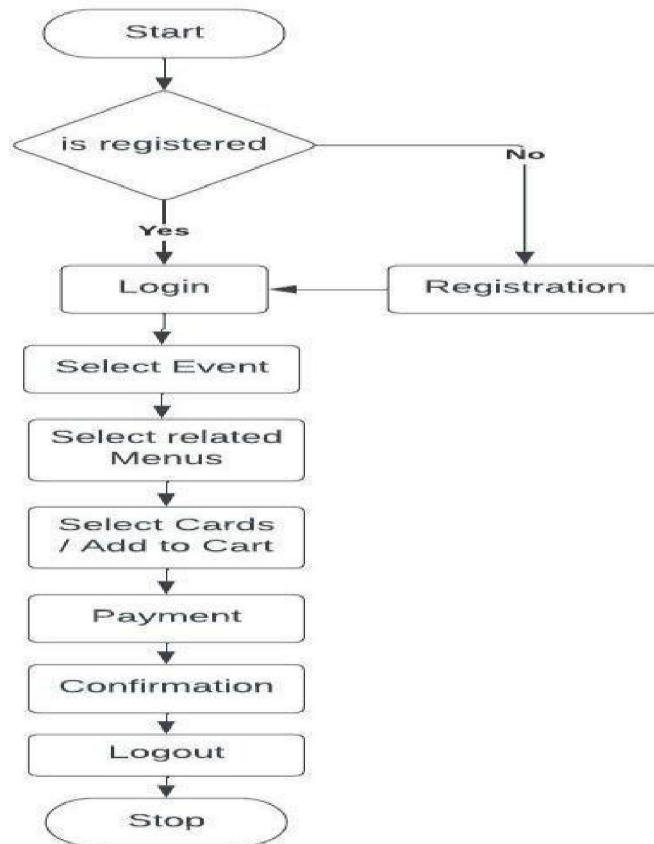 Start
is registered
No
Yes
Login
Registration
Select Event
Select related
Menus
Select Cards
/ Add to Cart
Payment
Confirmation
Logout
Stop